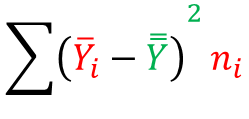 ∑(Ȳᵢ − Y̿)² nᵢ